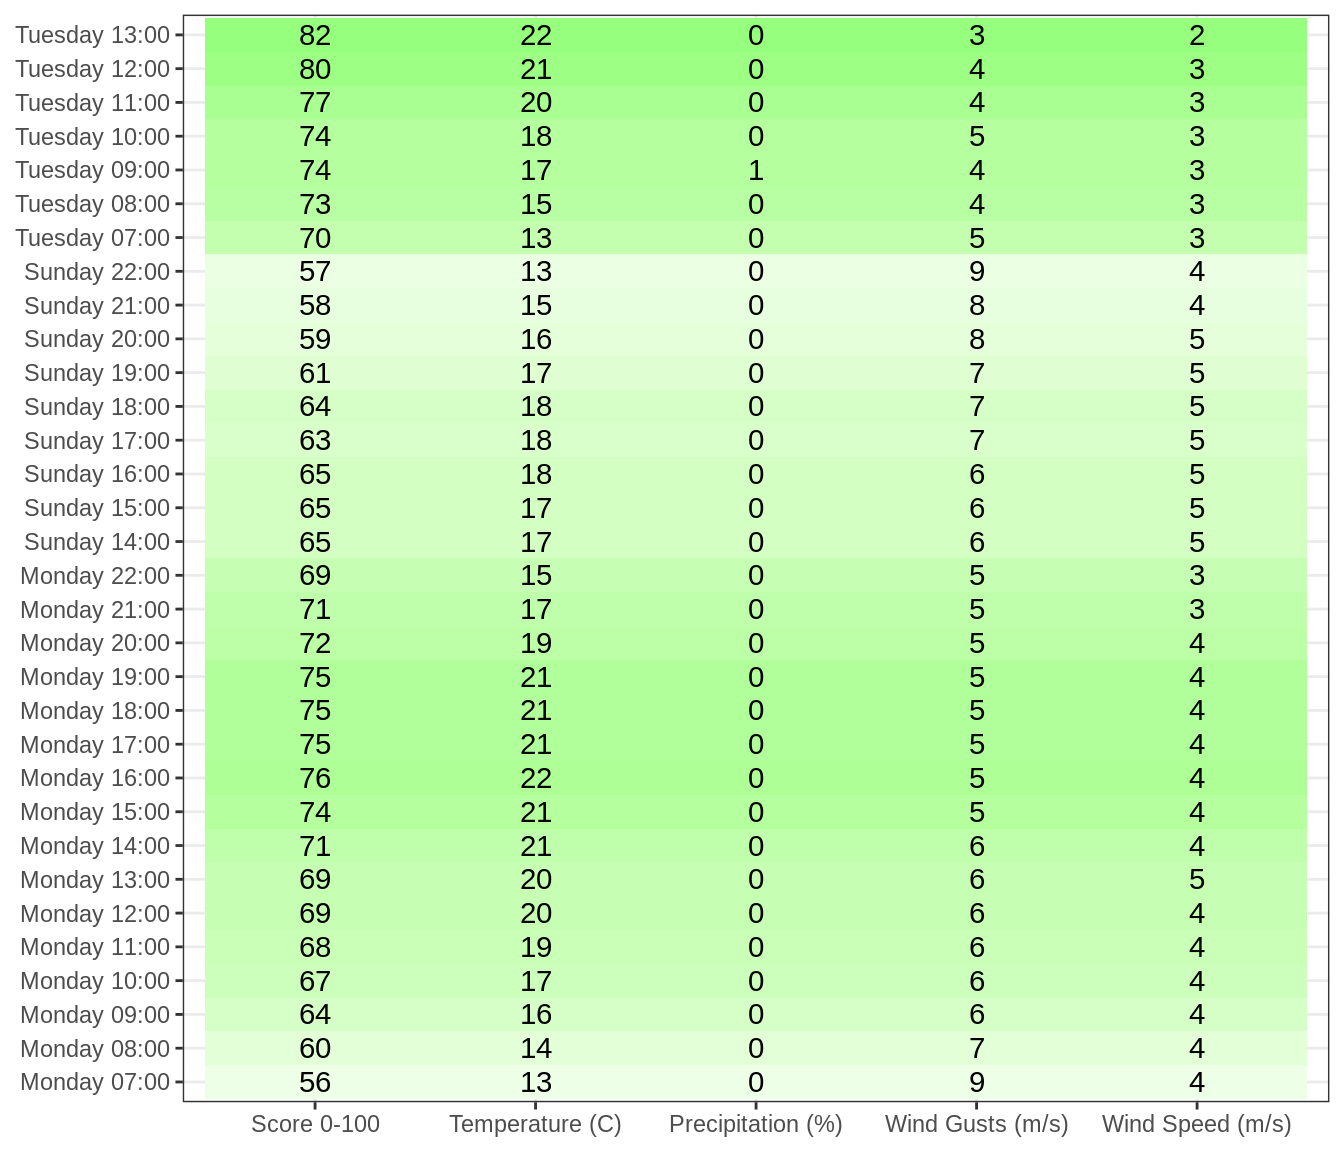 Tuesday 13:00 82 22 0 3 2
Tuesday 12:00 80 21 0 4 3
Tuesday 11:00 77 20 0 4 3
Tuesday 10:00 74 18 0 5 3
Tuesday 09:00 74 17 1 4 3
Tuesday 08:00 73 15 0 4 3
Tuesday 07:00 70 13 0 5 3
Sunday 22:00 57 13 0 9 4
Sunday 21:00 58 15 0 8 4
Sunday 20:00 59 16 0 8 5
Sunday 19:00 61 17 0 7 5
Sunday 18:00 64 18 0 7 5
Sunday 17:00 63 18 0 7 5
Sunday 16:00 65 18 0 6 5
Sunday 15:00 65 17 0 6 5
Sunday 14:00 65 17 0 6 5
Monday 22:00 69 15 0 5 3
Monday 21:00 71 17 0 5 3
Monday 20:00 72 19 0 5 4
Monday 19:00 75 21 0 5 4
Monday 18:00 75 21 0 5 4
Monday 17:00 75 21 0 5 4
Monday 16:00 76 22 0 5 4
Monday 15:00 74 21 0 5 4
Monday 14:00 71 21 0 6 4
Monday 13:00 69 20 0 6 5
Monday 12:00 69 20 0 6 4
Monday 11:00 68 19 0 6 4
Monday 10:00 67 17 0 6 4
Monday 09:00 64 16 0 6 4
Monday 08:00 60 14 0 7 4
Monday 07:00 56 13 0 9 4
Score 0-100 Temperature (C) Precipitation (%) Wind Gusts (m/s) Wind Speed (m/s)